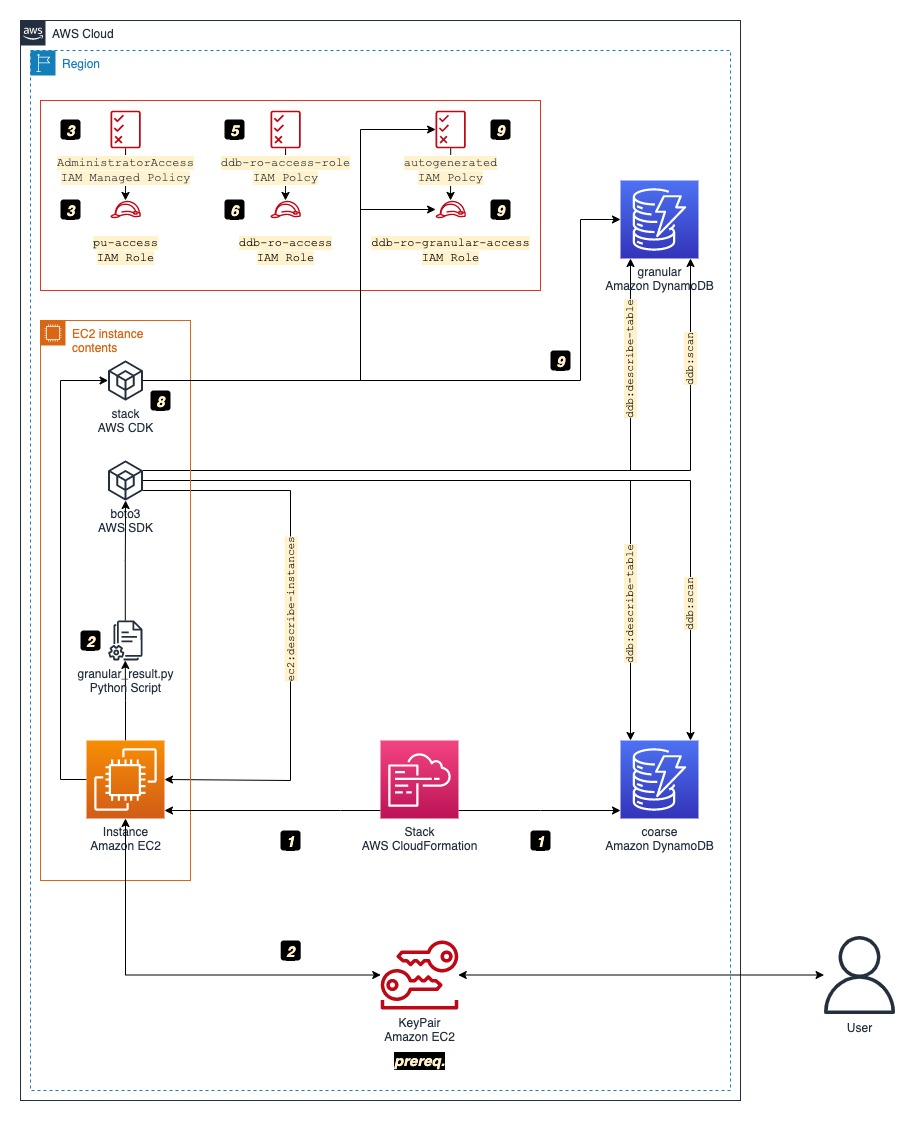 aws
AWS Cloud
Region
3
5
9
AdministratorAccess
IAM Managed Policy
ddb-ro-access-role
IAM Polcy
autogenerated
IAM Polcy
3
6
9
pu-access
IAM Role
ddb-ro-access
IAM Role
ddb-ro-granular-access
IAM Role
granular
Amazon DynamoDB
EC2 instance
contents
9
8
ddb:describe-table
ddb:scan
stack
AWS CDK
boto3
AWS SDK
ec2:describe-instances
ddb:describe-table
ddb:scan
2
granular_result.py
Python Script
Instance
Amazon EC2
1
Stack
AWS CloudFormation
1
coarse
Amazon DynamoDB
2
KeyPair
Amazon EC2
prereq.
User